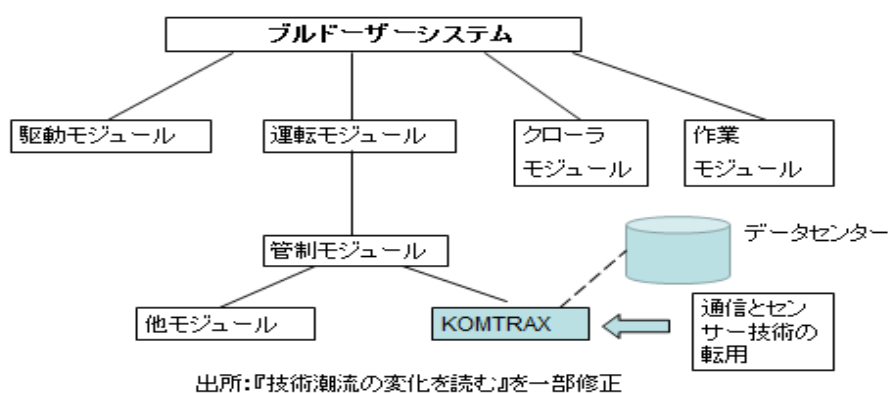 ブルドーザーシステム
駆動モジュール
運転モジュール
クローラ
モジュール
作業
モジュール
データセンター
管制モジュール
他モジュール
KOMTRAX
通信とセン
サー技術の
転用
出所:『技術潮流の変化を読む』を一部修正